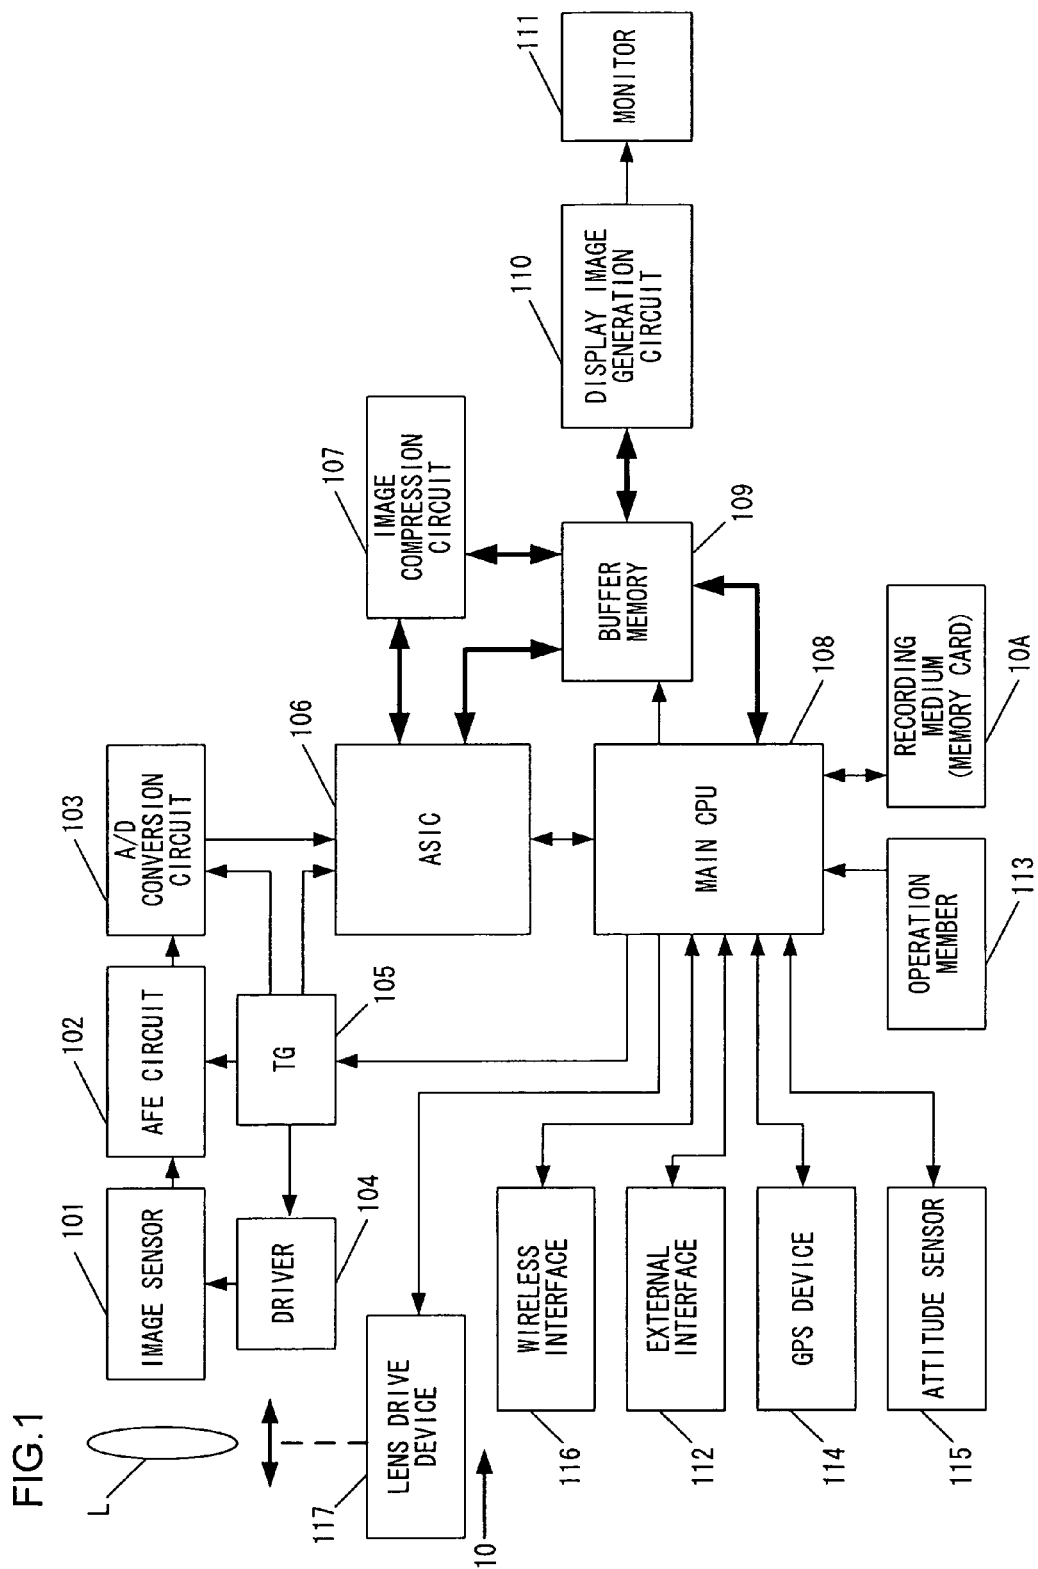 FIG.1
L
101
IMAGE SENSOR
102
AFE CIRCUIT
103
A/D
CONVERSION
CIRCUIT
104
DRIVER
105
TG
106
ASIC
107
IMAGE
COMPRESSION
CIRCUIT
117
LENS DRIVE
DEVICE
10
116
WIRELESS
INTERFACE
112
EXTERNAL
INTERFACE
114
GPS DEVICE
115
ATTITUDE SENSOR
MAIN CPU
108
BUFFER
MEMORY
109
110
DISPLAY IMAGE
GENERATION
CIRCUIT
111
MONITOR
OPERATION
MEMBER
113
RECORDING
MEDIUM
(MEMORY CARD)
10A